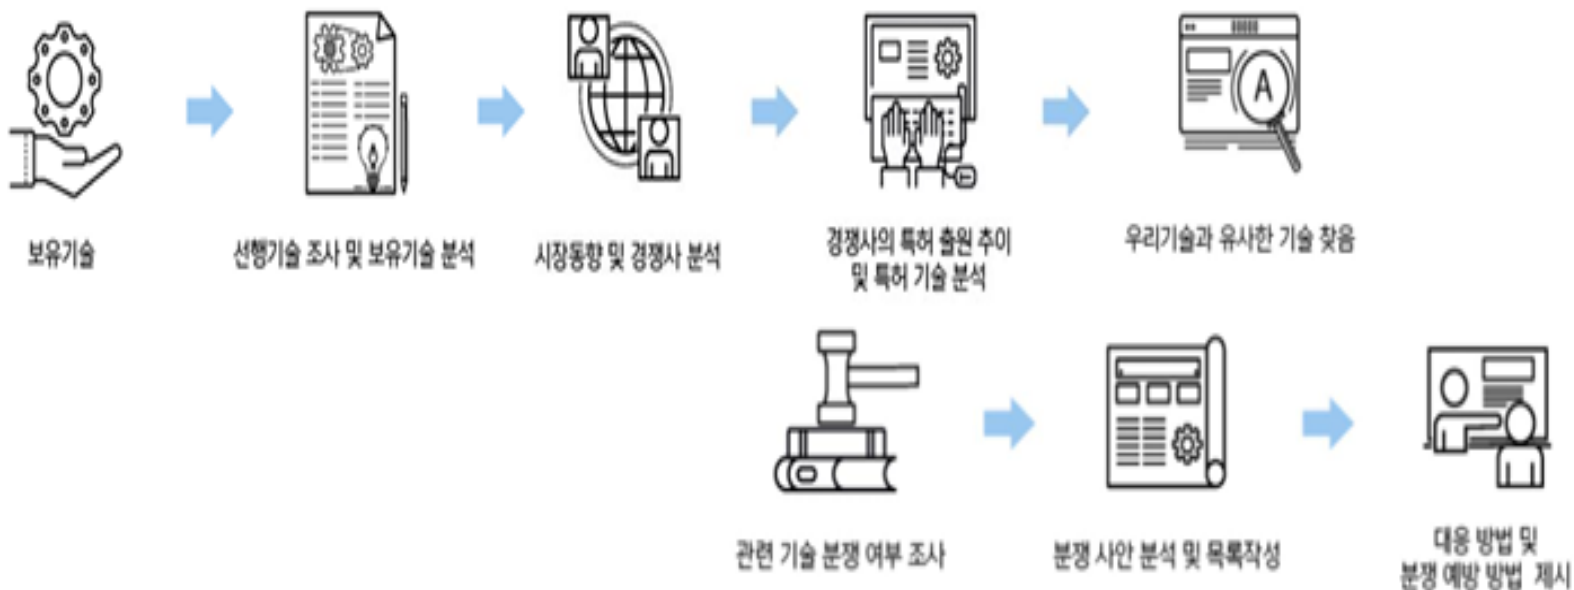 보유기술
선행기술 조사 및 보유기술 분석
시장동향 및 경쟁사 분석
경쟁사의 특허 출원 추이
및 특허 기술 분석
A
우리기술과 유사한 기술 찾음
관련 기술 분쟁 여부 조사
분쟁 사안 분석 및 목록작성
대응 방법 및
분쟁 예방 방법 제시